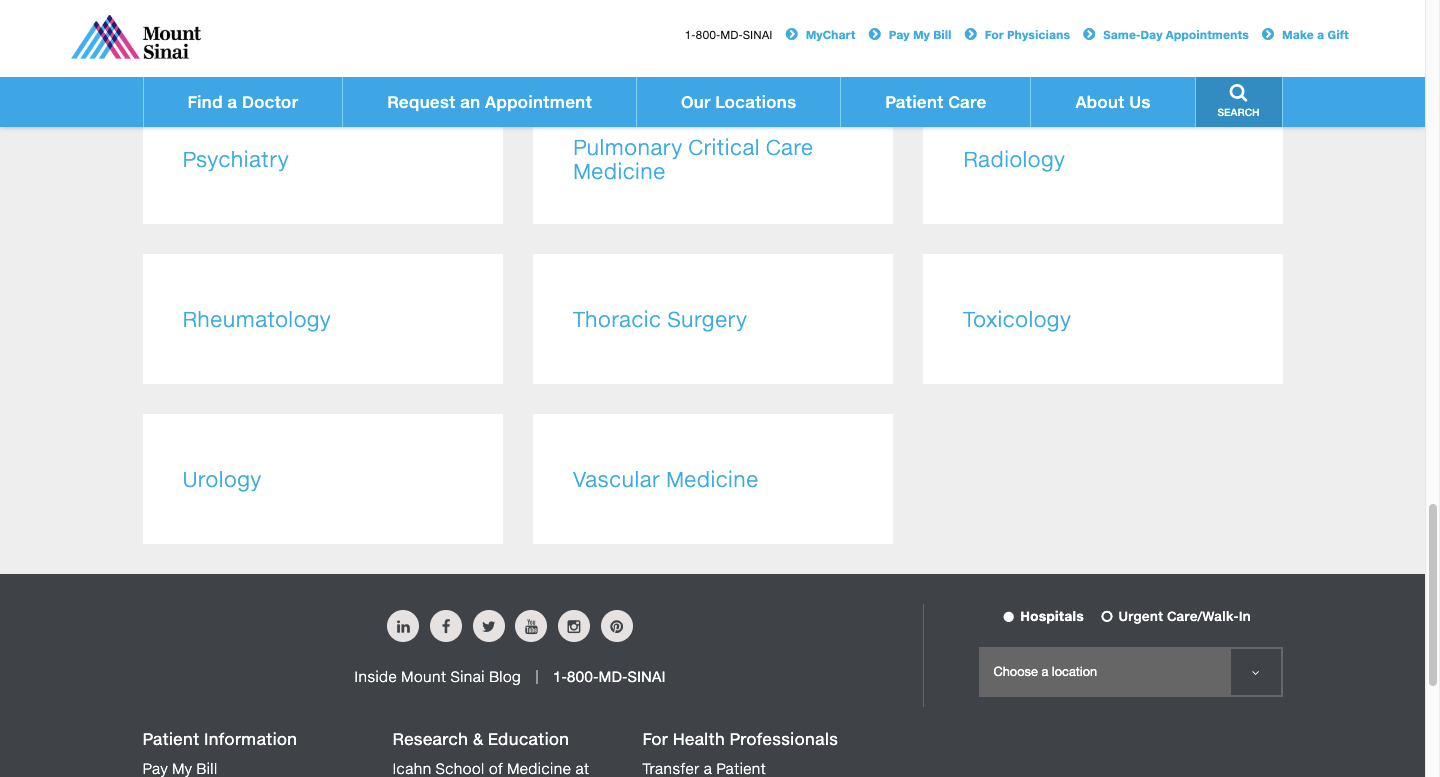 Mount
Sinai
1-800-MD-SINAI MyChart Pay My Bill For Physicians Same-Day Appointments Make a Gift
Find a Doctor Request an Appointment Our Locations Patient Care About Us SEARCH
Psychiatry
Pulmonary Critical Care
Medicine
Radiology
Rheumatology
Thoracic Surgery
Toxicology
Urology
Vascular Medicine
in f You Tube
Hospitals Urgent Care/Walk-In
Choose a location
Inside Mount Sinai Blog | 1-800-MD-SINAI
Patient Information
Pay My Bill
Research & Education
Icahn School of Medicine at
For Health Professionals
Transfer a Patient